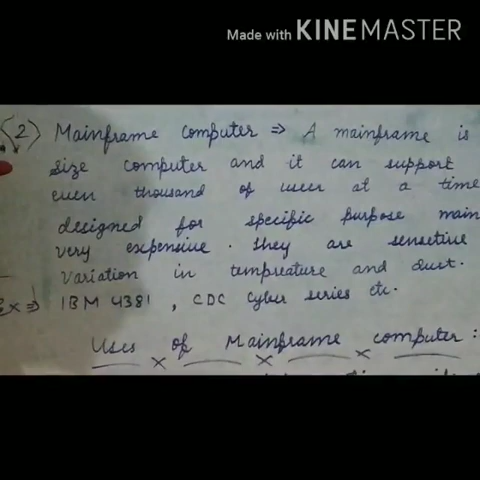 Made with KINEMASTER
(2) Mainframe computer ⇒ A mainframe is
size computer and it can support
even thousand of user at a time
designed for specific purpose main
very expensive. They are sensitive
variation in temprature and dust.
Ex ⇒ IBM 4381, CDC Cyber series etc.
Uses of Mainframe computer :